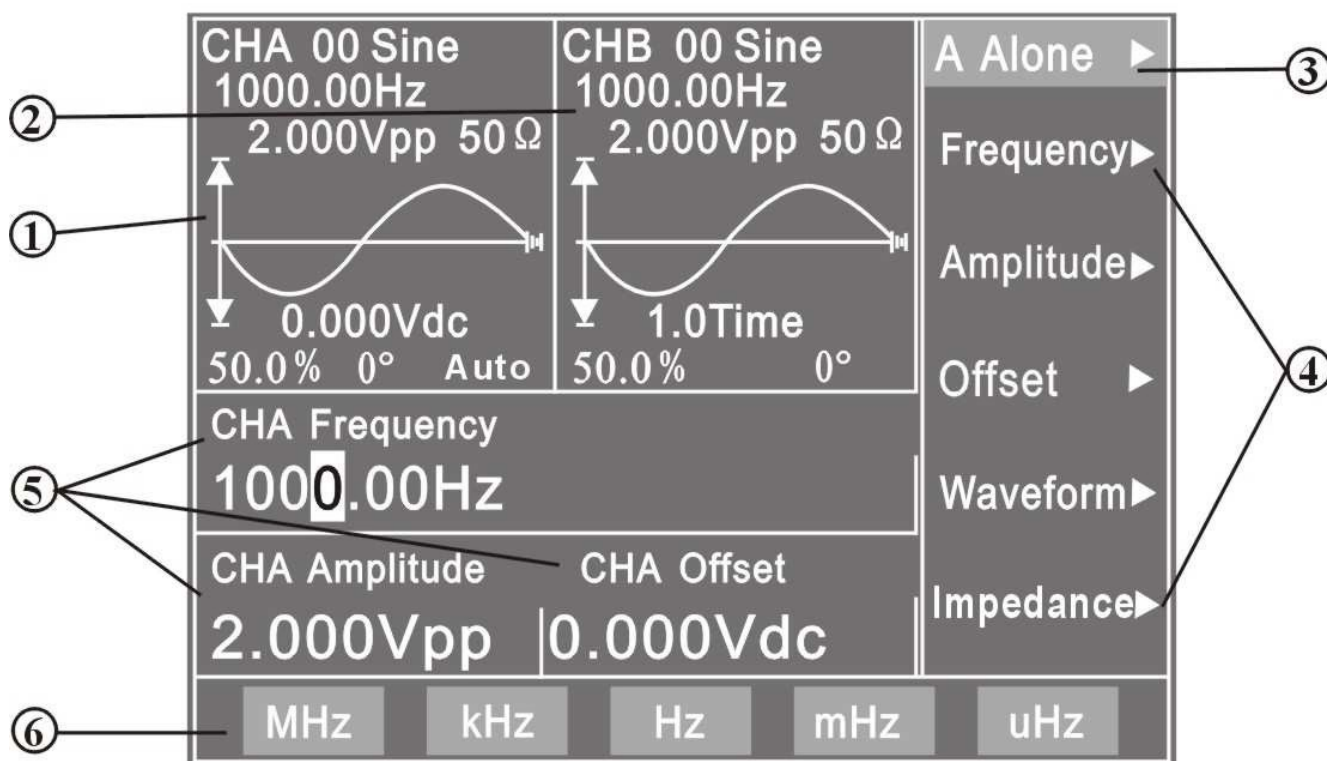 CHA 00 Sine
1000.00Hz
2.000Vpp 50Ω
0.000Vdc
50.0% 0° Auto
CHB 00 Sine
1000.00Hz
2.000Vpp 50Ω
1.0Time
50.0% 0°
A Alone
Frequency
Amplitude
Offset
Waveform
Impedance
CHA Frequency
1000.00Hz
CHA Amplitude
2.000Vpp
CHA Offset
0.000Vdc
MHz kHz Hz mHz uHz
①
②
③
④
⑤
⑥